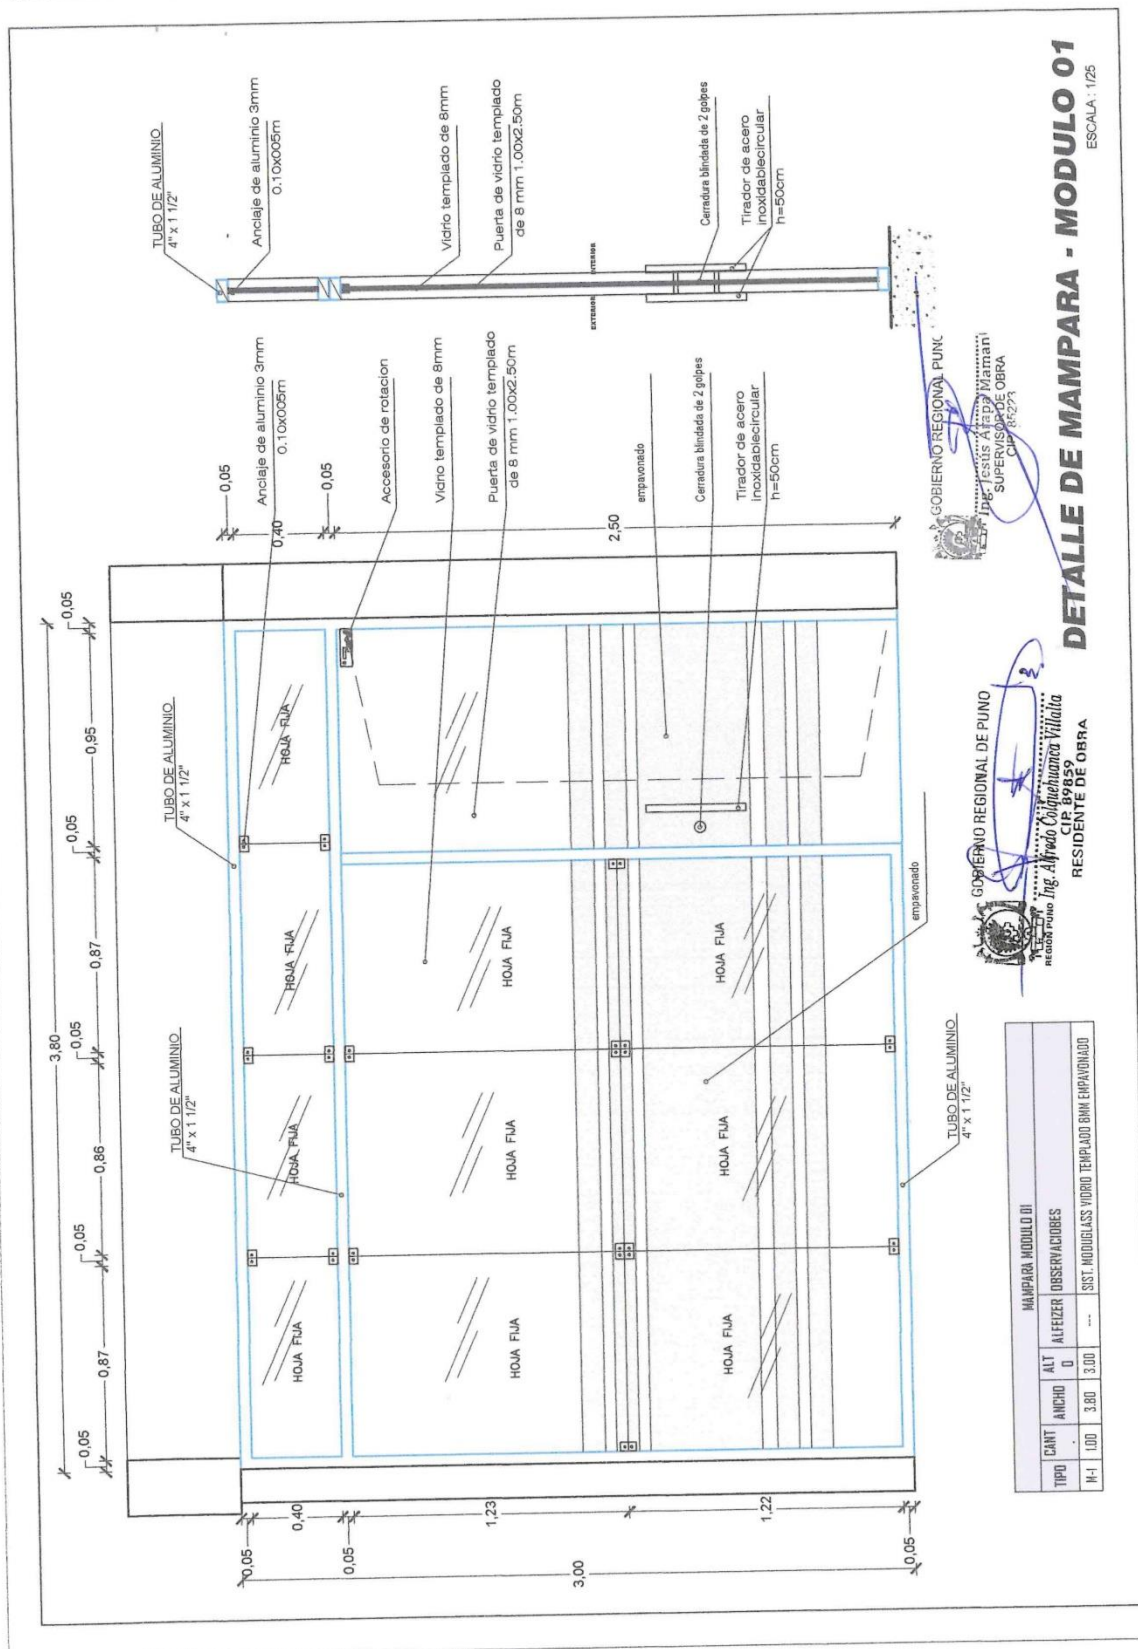 3,80
0,05
0,87
0,05
0,86
0,05
0,87
0,05
0,95
0,05
TUBO DE ALUMINIO
4" x 1 1/2"
TUBO DE ALUMINIO
4" x 1 1/2"
HOJA FIJA
HOJA FIJA
HOJA FIJA
HOJA FIJA
HOJA FIJA
HOJA FIJA
HOJA FIJA
HOJA FIJA
HOJA FIJA
HOJA FIJA
0,05
0,40
0,05
1,23
3,00
1,22
0,05
0,05
0,40
0,05
2,50
Anclaje de aluminio 3mm
0.10x005m
Accesorio de rotacion
Vidrio templado de 8mm
Puerta de vidrio templado
de 8 mm 1.00x2.50m
empavonado
Cerradura blindada de 2 golpes
Tirador de acero
inoxidablecircular
h=50cm
empavonado
TUBO DE ALUMINIO
4" x 1 1/2"
TUBO DE ALUMINIO
4" x 1 1/2"
Anclaje de aluminio 3mm
0.10x005m
Vidrio templado de 8mm
Puerta de vidrio templado
de 8 mm 1.00x2.50m
EXTERIOR
INTERIOR
Cerradura blindada de 2 golpes
Tirador de acero
inoxidablecircular
h=50cm
MAMPARA MODULO 01
TIPO CANT. ANCHO ALTO ALFEIZER OBSERVACIOBES
M-1 1.00 3.80 3.00 --- SIST. MODUGLASS VIDRIO TEMPLADO 8MM EMPAVONADO
GOBIERNO REGIONAL DE PUNO
REGIÓN PUNO
Ing. Alfredo Colquehuanca Villalta
CIP. 89859
RESIDENTE DE OBRA
GOBIERNO REGIONAL PUNO
Ing. Jesús Arapa Mamani
SUPERVISOR DE OBRA
CIP. 85223
DETALLE DE MAMPARA - MODULO 01
ESCALA : 1/25